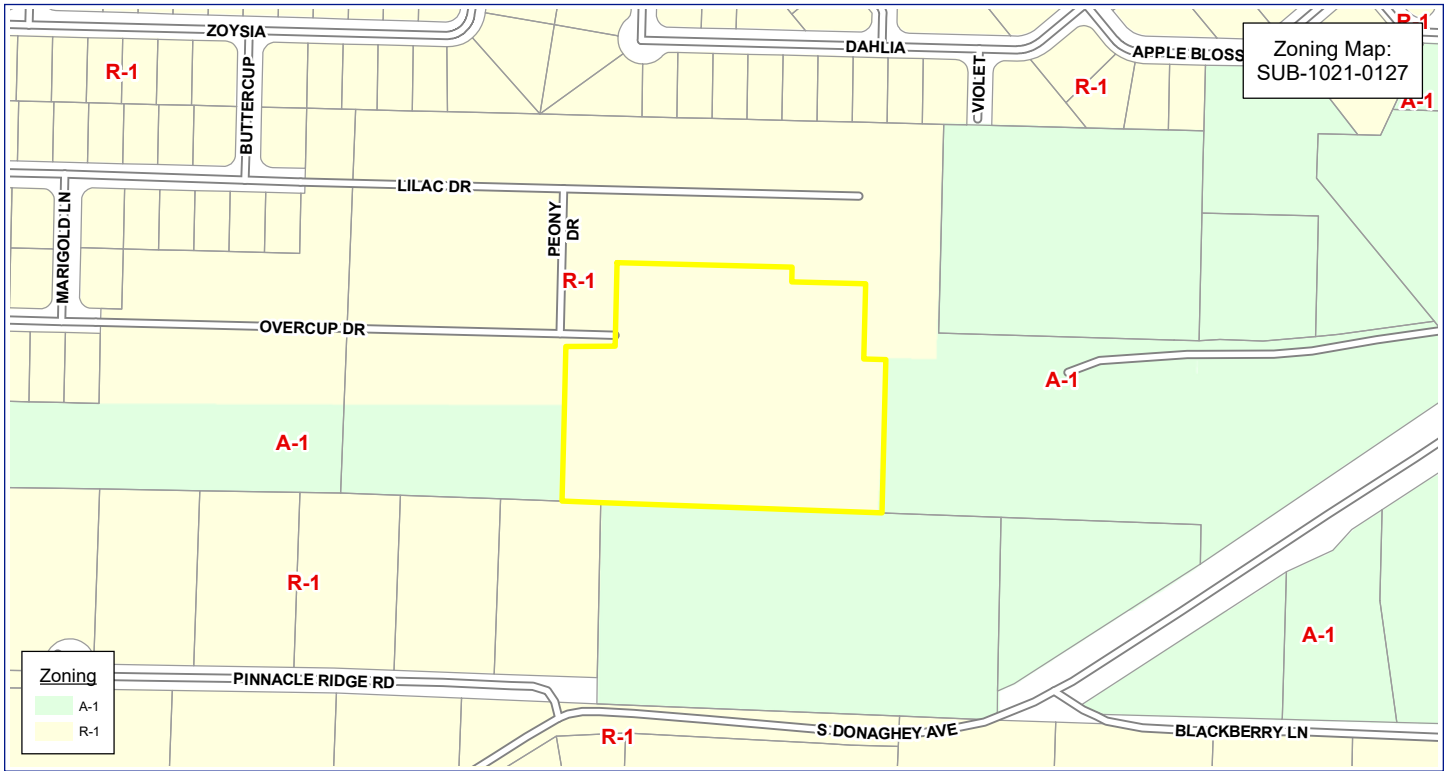 ZOYSIA
DAHLIA
APPLE BLOSS
R-1
Zoning Map:
SUB-1021-0127
R-1
BUTTERCUP
VIOLET
R-1
A-1
LILAC DR
MARIGOLD LN
PEONY
DR
R-1
OVERCUP DR
A-1
A-1
R-1
A-1
Zoning
A-1
R-1
PINNACLE RIDGE RD
R-1
S DONAGHEY AVE
BLACKBERRY LN